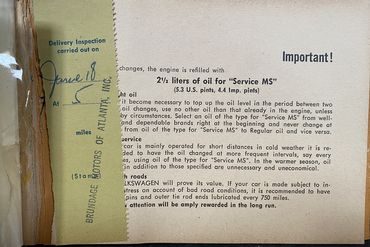 Delivery Inspection
carried out on
June 18
At 5
miles
(Stamp
BRUNDAGE MOTORS OF ATLANTA, INC.
Important!
changes, the engine is refilled with
2½ liters of oil for "Service MS"
(5.3 U.S. pints, 4.4 Imp. pints)
ht oil
it become necessary to top up the oil level in the period between two
oil changes, use no other oil than that already in the engine, unless
by circumstances. Select an oil of the type for "Service MS" from well-
and dependable brands right at the beginning and never change at
from oil of the type for "Service MS" to Regular oil and vice versa.
service
car is mainly operated for short distances in cold weather it is re-
ded to have the oil changed at more frequent intervals, say every
es, using oil of the type for "Service MS". In the warmer season, oil
in addition to those specified are unnecessary and uneconomical.
h roads
LKSWAGEN will prove its value. If your car is made subject to in-
stress on account of bad road conditions, it is recommended to have
pins and outer tie rod ends lubricated every 750 miles.
r attention will be amply rewarded in the long run.